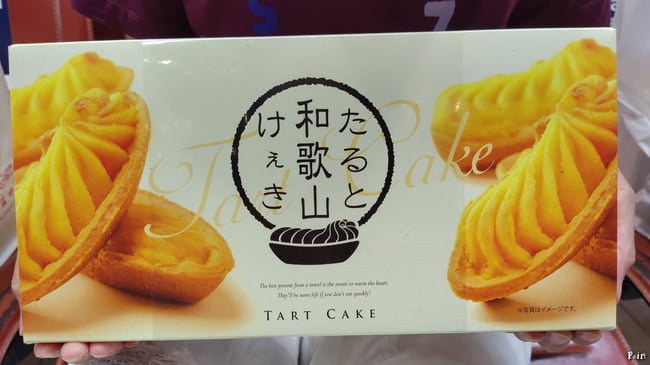 たると
和歌山
けぇき
Tart Cake
The best present from a travel is the sweets to warm the heart.
They'll be none left if you don't eat quickly!
TART CAKE
※写真はイメージです。